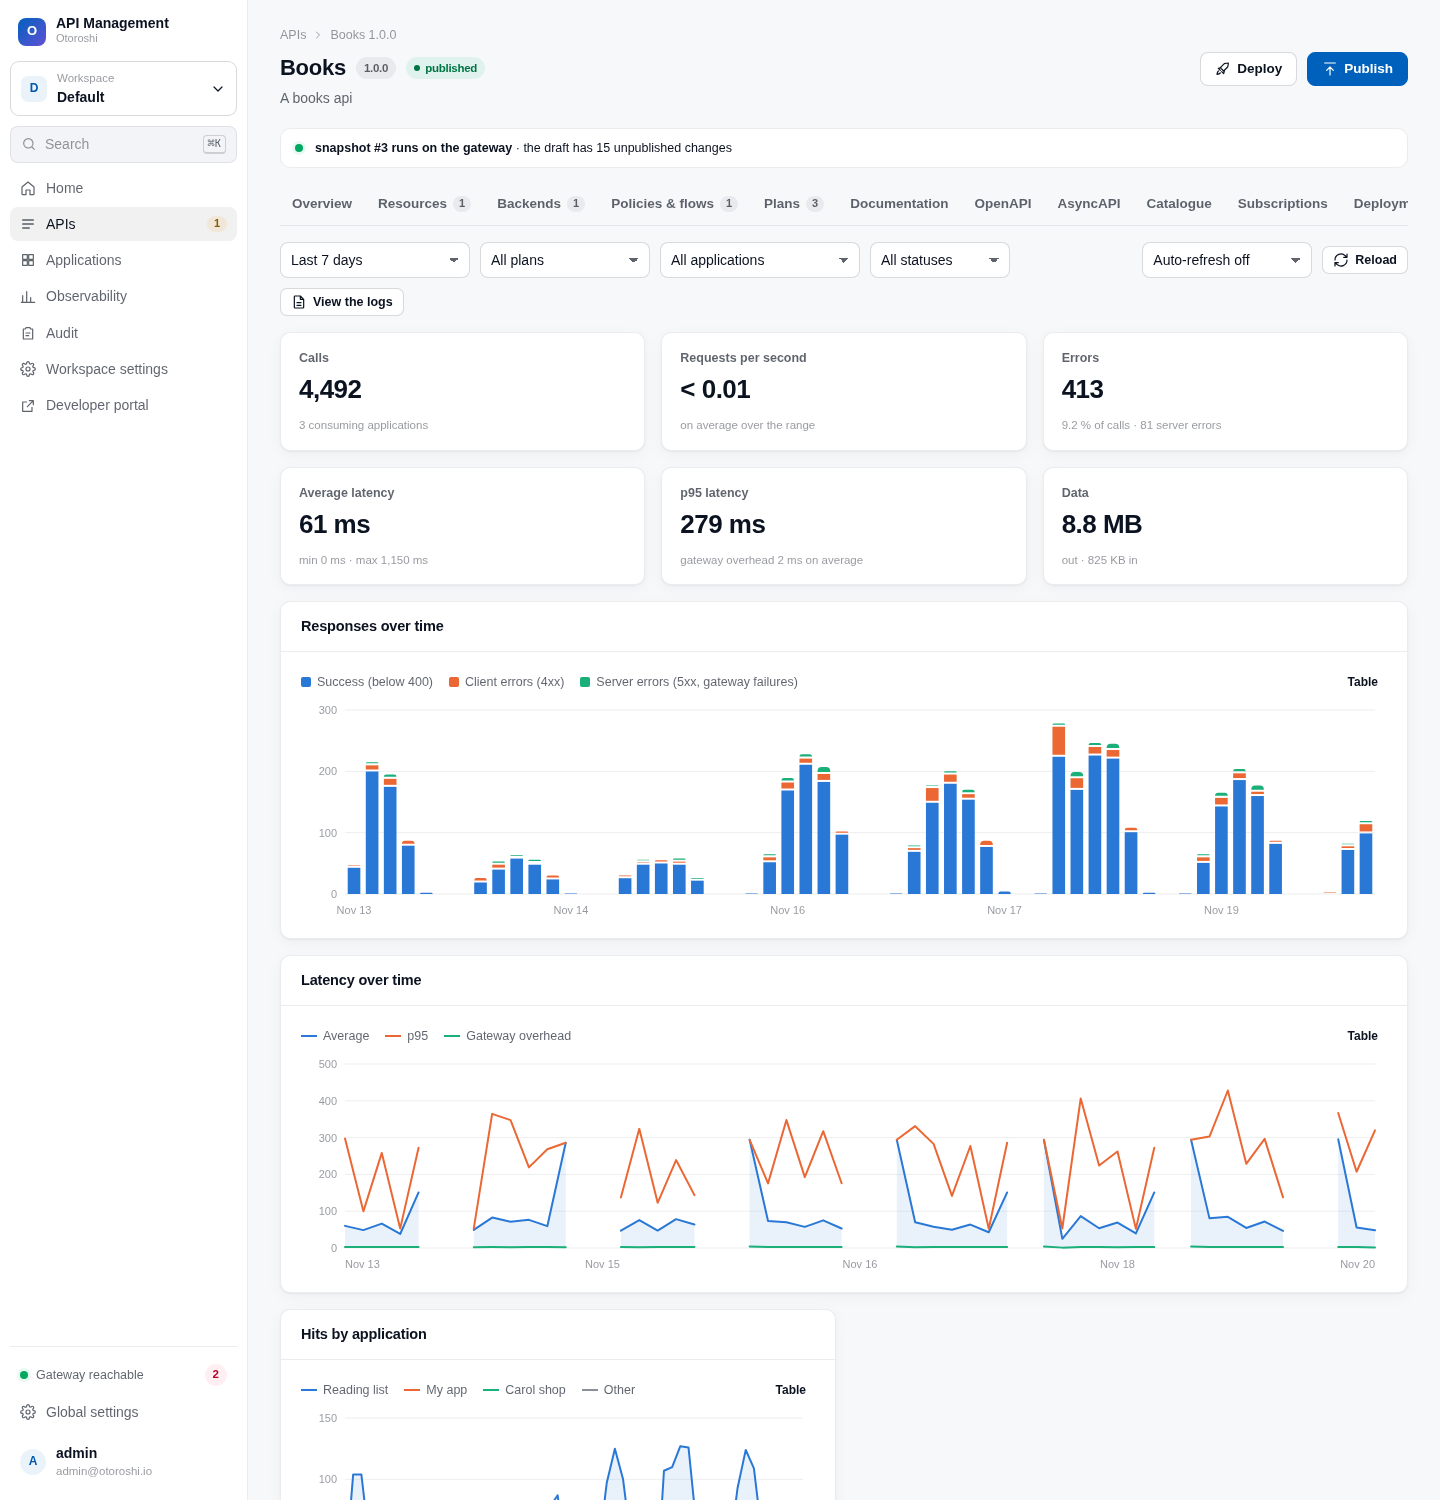 API Management
Otoroshi
Workspace
Default
Search ⌘K
Home
APIs 1
Applications
Observability
Audit
Workspace settings
Developer portal
Gateway reachable 2
Global settings
admin
admin@otoroshi.io
APIs > Books 1.0.0
Books 1.0.0 published
A books api
Deploy Publish
snapshot #3 runs on the gateway · the draft has 15 unpublished changes
Overview Resources 1 Backends 1 Policies & flows 1 Plans 3 Documentation OpenAPI AsyncAPI Catalogue Subscriptions Deploym
Last 7 days All plans All applications All statuses Auto-refresh off Reload
View the logs
Calls
4,492
3 consuming applications
Requests per second
< 0.01
on average over the range
Errors
413
9.2 % of calls · 81 server errors
Average latency
61 ms
min 0 ms · max 1,150 ms
p95 latency
279 ms
gateway overhead 2 ms on average
Data
8.8 MB
out · 825 KB in
Responses over time
Success (below 400) Client errors (4xx) Server errors (5xx, gateway failures) Table
300
200
100
0
Nov 13 Nov 14 Nov 16 Nov 17 Nov 19
Latency over time
Average p95 Gateway overhead Table
500
400
300
200
100
0
Nov 13 Nov 15 Nov 16 Nov 18 Nov 20
Hits by application
Reading list My app Carol shop Other Table
150
100
O
D
A